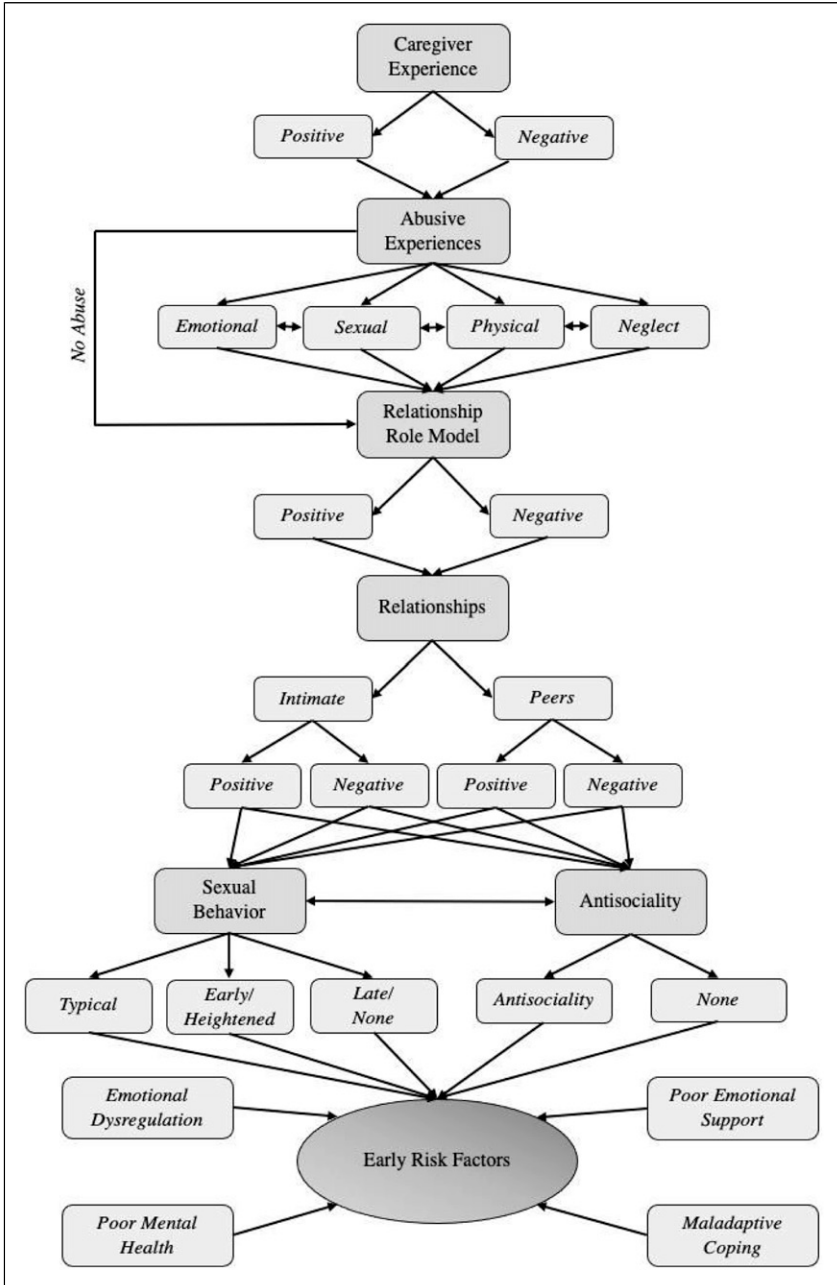 Caregiver
Experience
Positive
Negative
Abusive
Experiences
No Abuse
Emotional
Sexual
Physical
Neglect
Relationship
Role Model
Positive
Negative
Relationships
Intimate
Peers
Positive
Negative
Positive
Negative
Sexual
Behavior
Antisociality
Typical
Early/
Heightened
Late/
None
Antisociality
None
Emotional
Dysregulation
Poor Emotional
Support
Early Risk Factors
Poor Mental
Health
Maladaptive
Coping